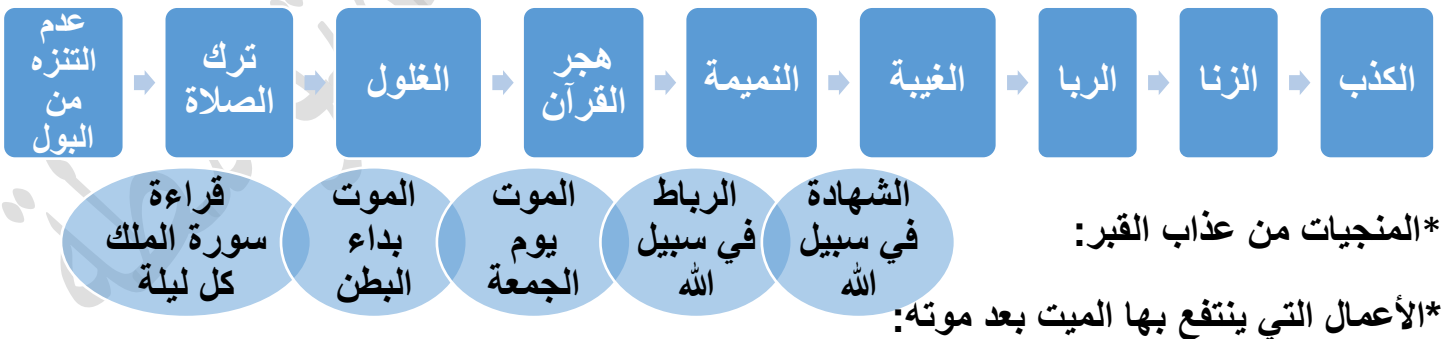 عدم
التنزه
من
البول
ترك
الصلاة
الغلول
هجر
القرآن
النميمة
الغيبة
الربا
الزنا
الكذب
*المنجيات من عذاب القبر:
الشهادة
في سبيل
الله
الرباط
في سبيل
الله
الموت
يوم
الجمعة
الموت
بداء
البطن
قراءة
سورة الملك
كل ليلة
*الأعمال التي ينتفع بها الميت بعد موته: